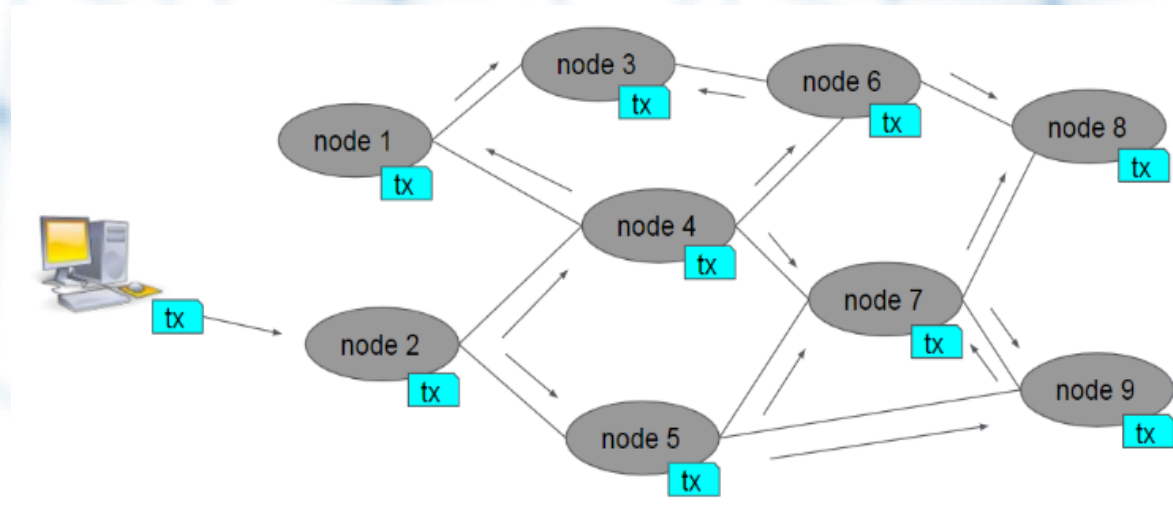 node 3
tx
node 6
tx
node 8
tx
node 1
tx
node 4
tx
tx
node 2
tx
node 7
tx
node 5
tx
node 9
tx